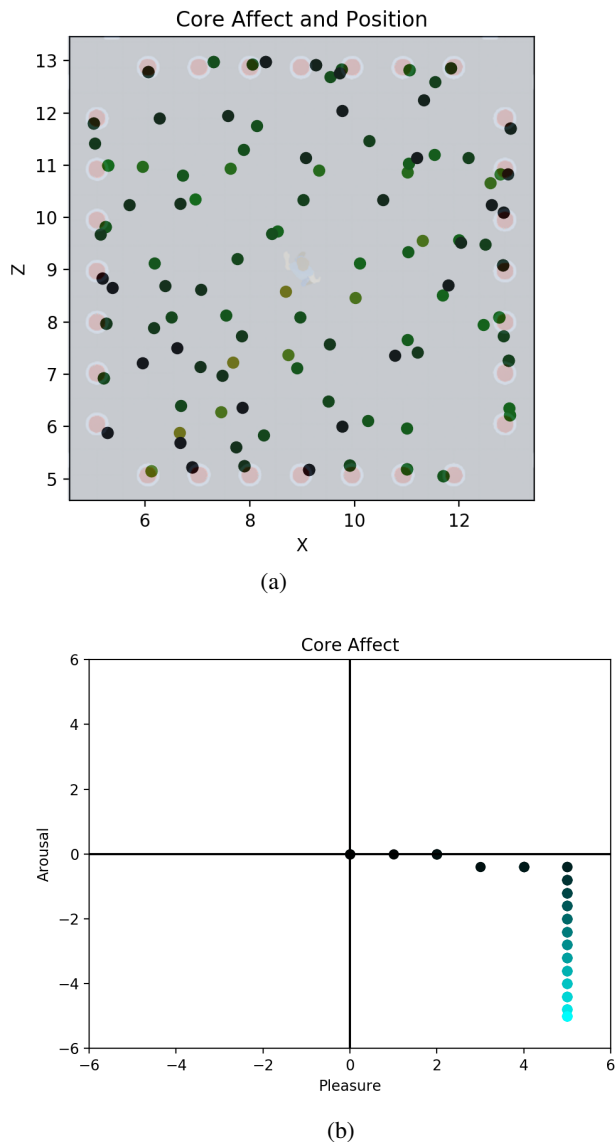 Core Affect and Position
13
12
11
10
9
8
7
6
5
Z
6 8 10 12
X
(a)
Core Affect
6
4
2
0
−2
−4
−6
Arousal
−6 −4 −2 0 2 4 6
Pleasure
(b)